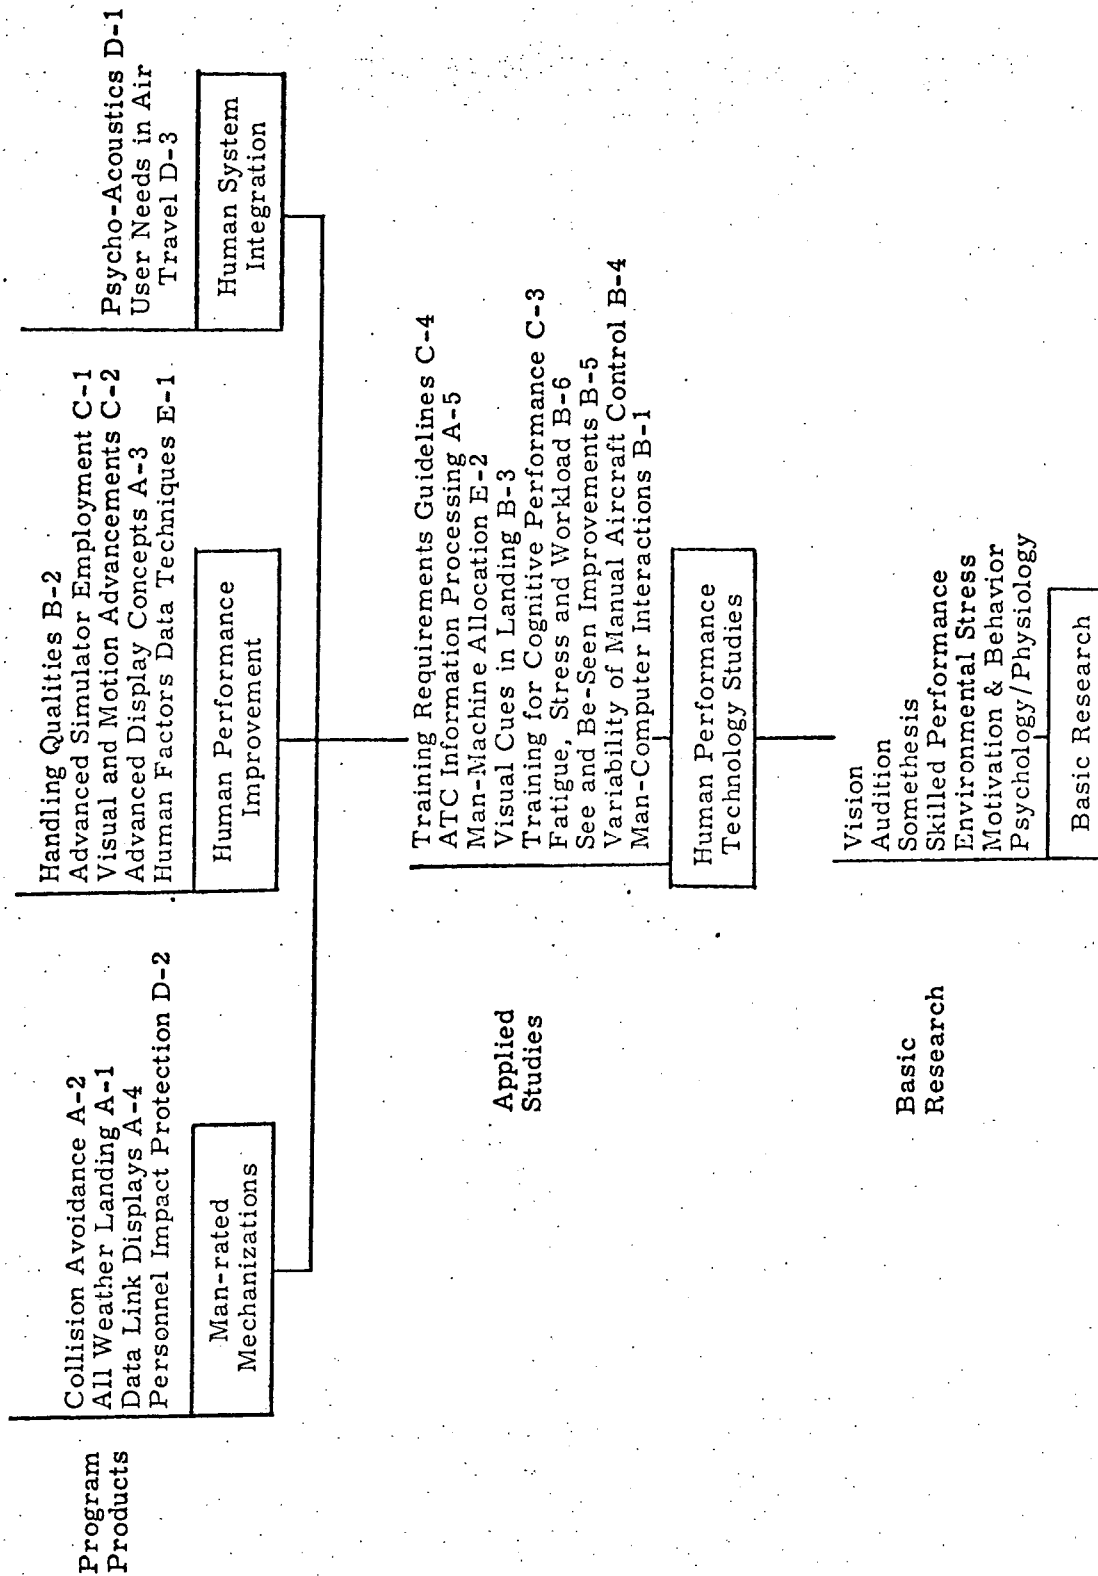 Program
Products
Collision Avoidance A-2
All Weather Landing A-1
Data Link Displays A-4
Personnel Impact Protection D-2
Man-rated
Mechanizations
Handling Qualities B-2
Advanced Simulator Employment C-1
Visual and Motion Advancements C-2
Advanced Display Concepts A-3
Human Factors Data Techniques E-1
Human Performance
Improvement
Psycho-Acoustics D-1
User Needs in Air
Travel D-3
Human System
Integration
Applied
Studies
Training Requirements Guidelines C-4
ATC Information Processing A-5
Man-Machine Allocation E-2
Visual Cues in Landing B-3
Training for Cognitive Performance C-3
Fatigue, Stress and Workload B-6
See and Be-Seen Improvements B-5
Variability of Manual Aircraft Control B-4
Man-Computer Interactions B-1
Human Performance
Technology Studies
Basic
Research
Vision
Audition
Somethesis
Skilled Performance
Environmental Stress
Motivation & Behavior
Psychology/Physiology
Basic Research